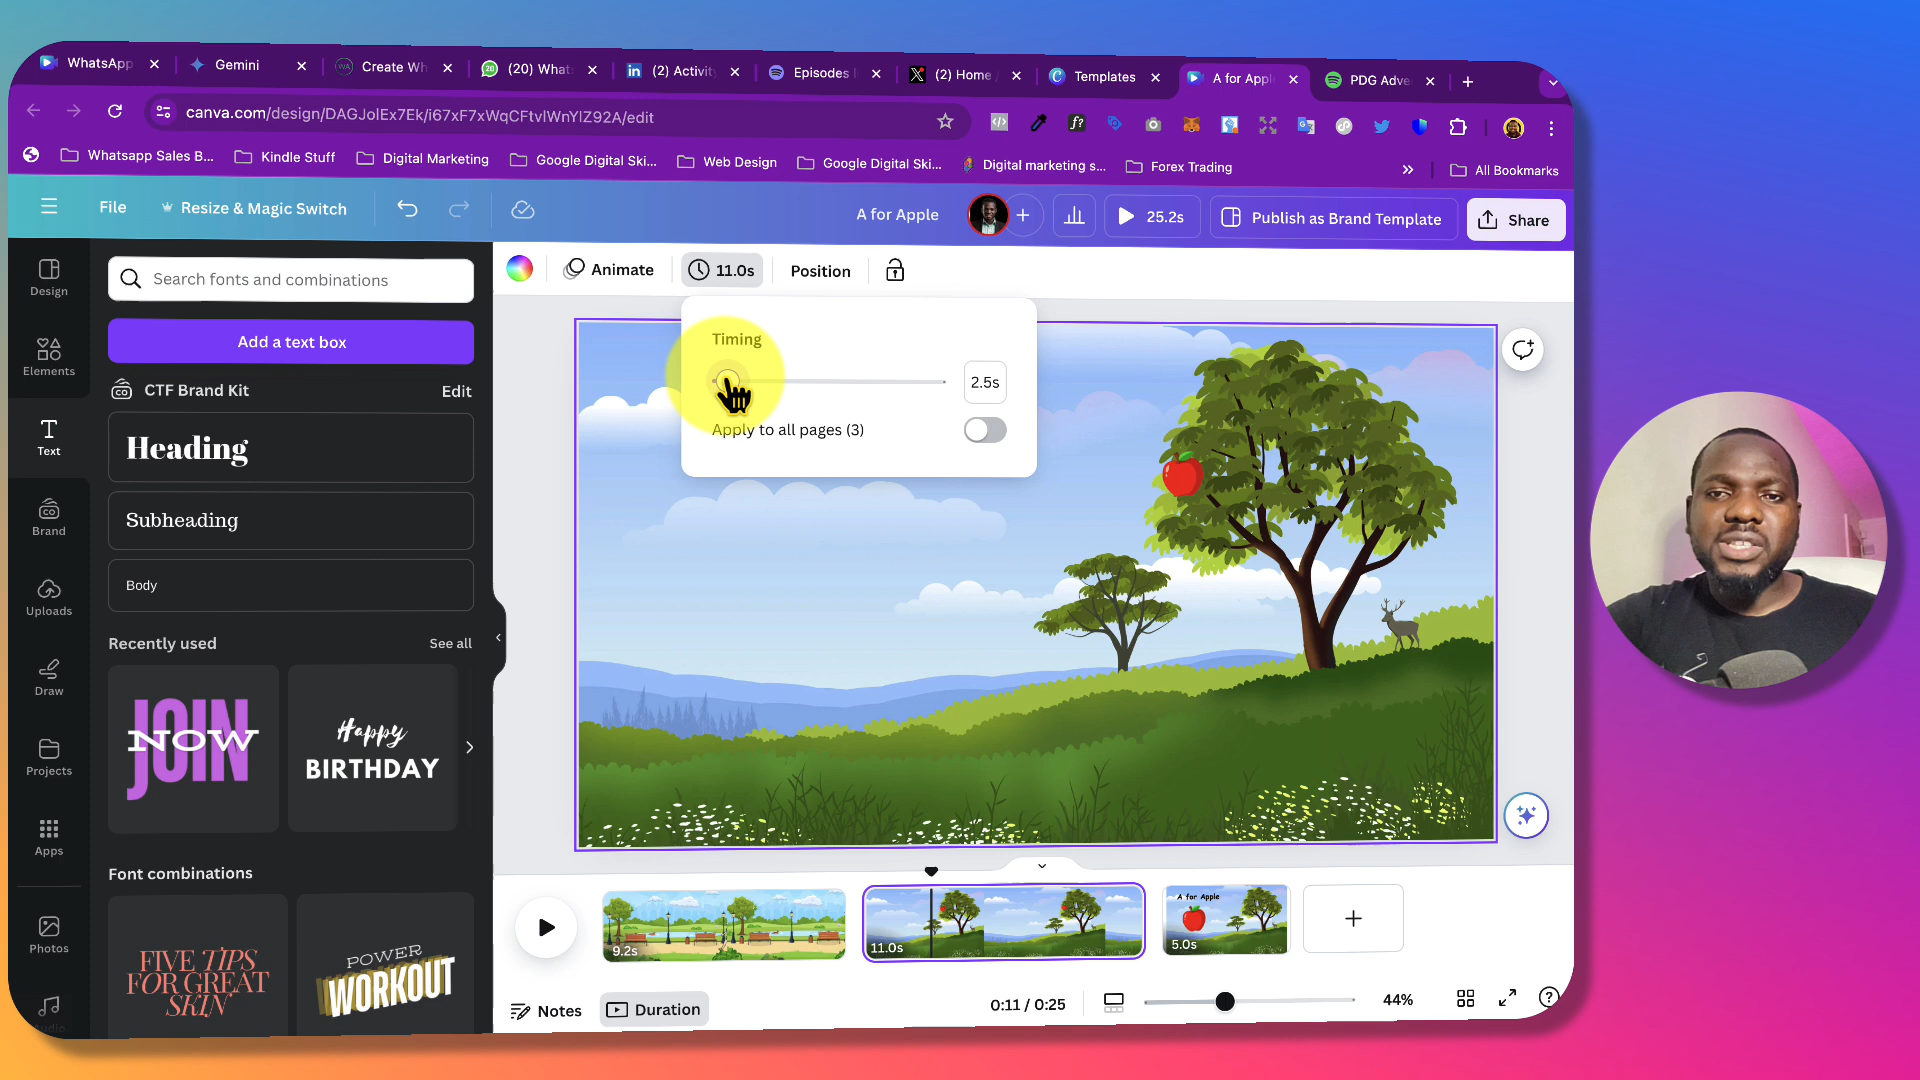 WhatsApp
Gemini
Create Wh
(20) What
(2) Activity
Episodes
(2) Home /
Templates
A for Apple
PDG Adve
canva.com/design/DAGJolEx7Ek/i67xF7xWqCFtvlWnYlZ92A/edit
Whatsapp Sales B...
Kindle Stuff
Digital Marketing
Google Digital Ski...
Web Design
Google Digital Ski...
Digital marketing s...
Forex Trading
All Bookmarks
File
Resize & Magic Switch
A for Apple
25.2s
Publish as Brand Template
Share
Design
Elements
Text
Brand
Uploads
Draw
Projects
Apps
Photos
Audio
Search fonts and combinations
Add a text box
CTF Brand Kit
Edit
Heading
Subheading
Body
Recently used
See all
JOIN
NOW
Happy
BIRTHDAY
Font combinations
FIVE TIPS
FOR GREAT
SKIN
POWER
WORKOUT
Animate
11.0s
Position
Timing
2.5s
Apply to all pages (3)
9.2s
11.0s
A for Apple
5.0s
Notes
Duration
0:11 / 0:25
44%